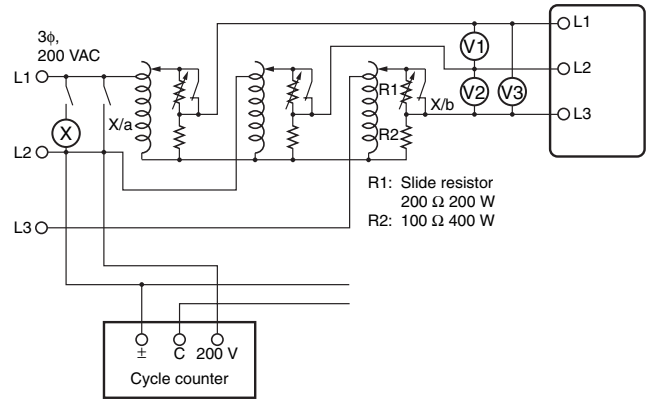 3ϕ,
200 VAC
L1
X
X/a
L2
L3
R1
X/b
R2
V1
V2
V3
L1
L2
L3
R1: Slide resistor
200 Ω 200 W
R2: 100 Ω 400 W
± C 200 V
Cycle counter